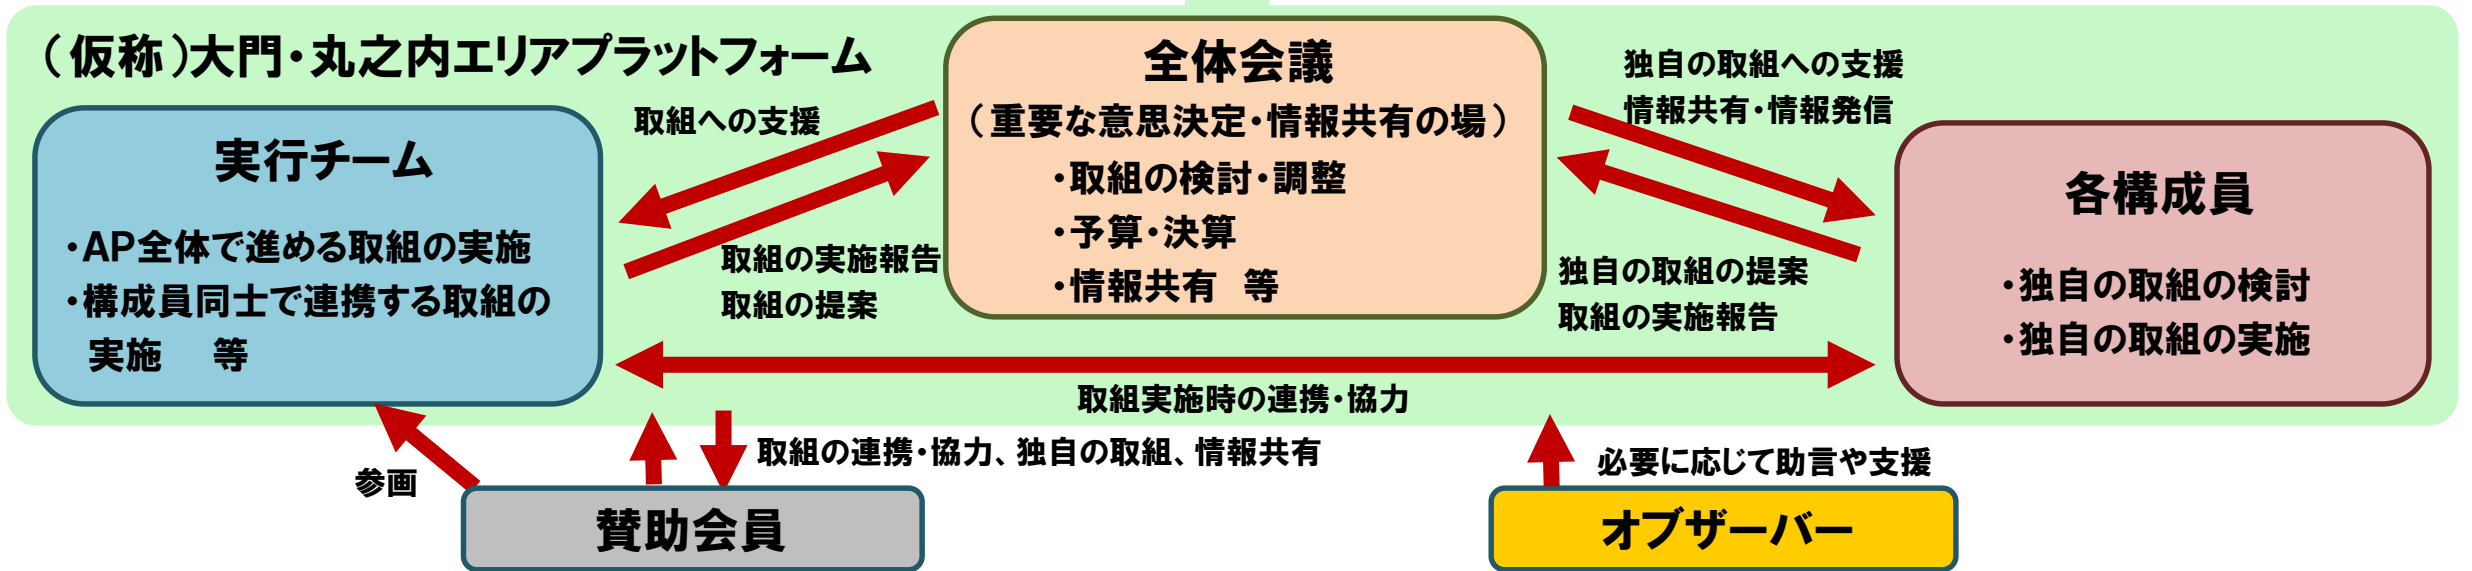 （仮称）大門・丸之内エリアプラットフォーム
全体会議
（重要な意思決定・情報共有の場）
・取組の検討・調整
・予算・決算
・情報共有　等
実行チーム
・AP全体で進める取組の実施
・構成員同士で連携する取組の
実施　等
取組への支援
取組の実施報告
取組の提案
独自の取組への支援
情報共有・情報発信
独自の取組の提案
取組の実施報告
各構成員
・独自の取組の検討
・独自の取組の実施
取組実施時の連携・協力
参画
取組の連携・協力、独自の取組、情報共有
必要に応じて助言や支援
賛助会員
オブザーバー